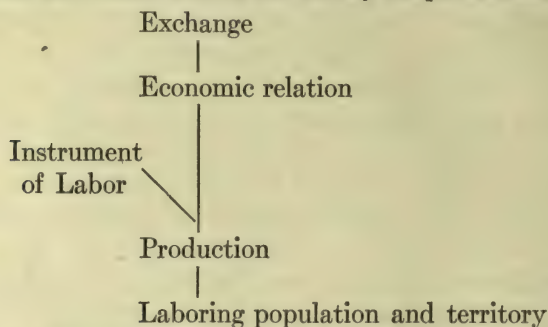 Exchange
Economic relation
Instrument
of Labor
Production
Laboring population and territory